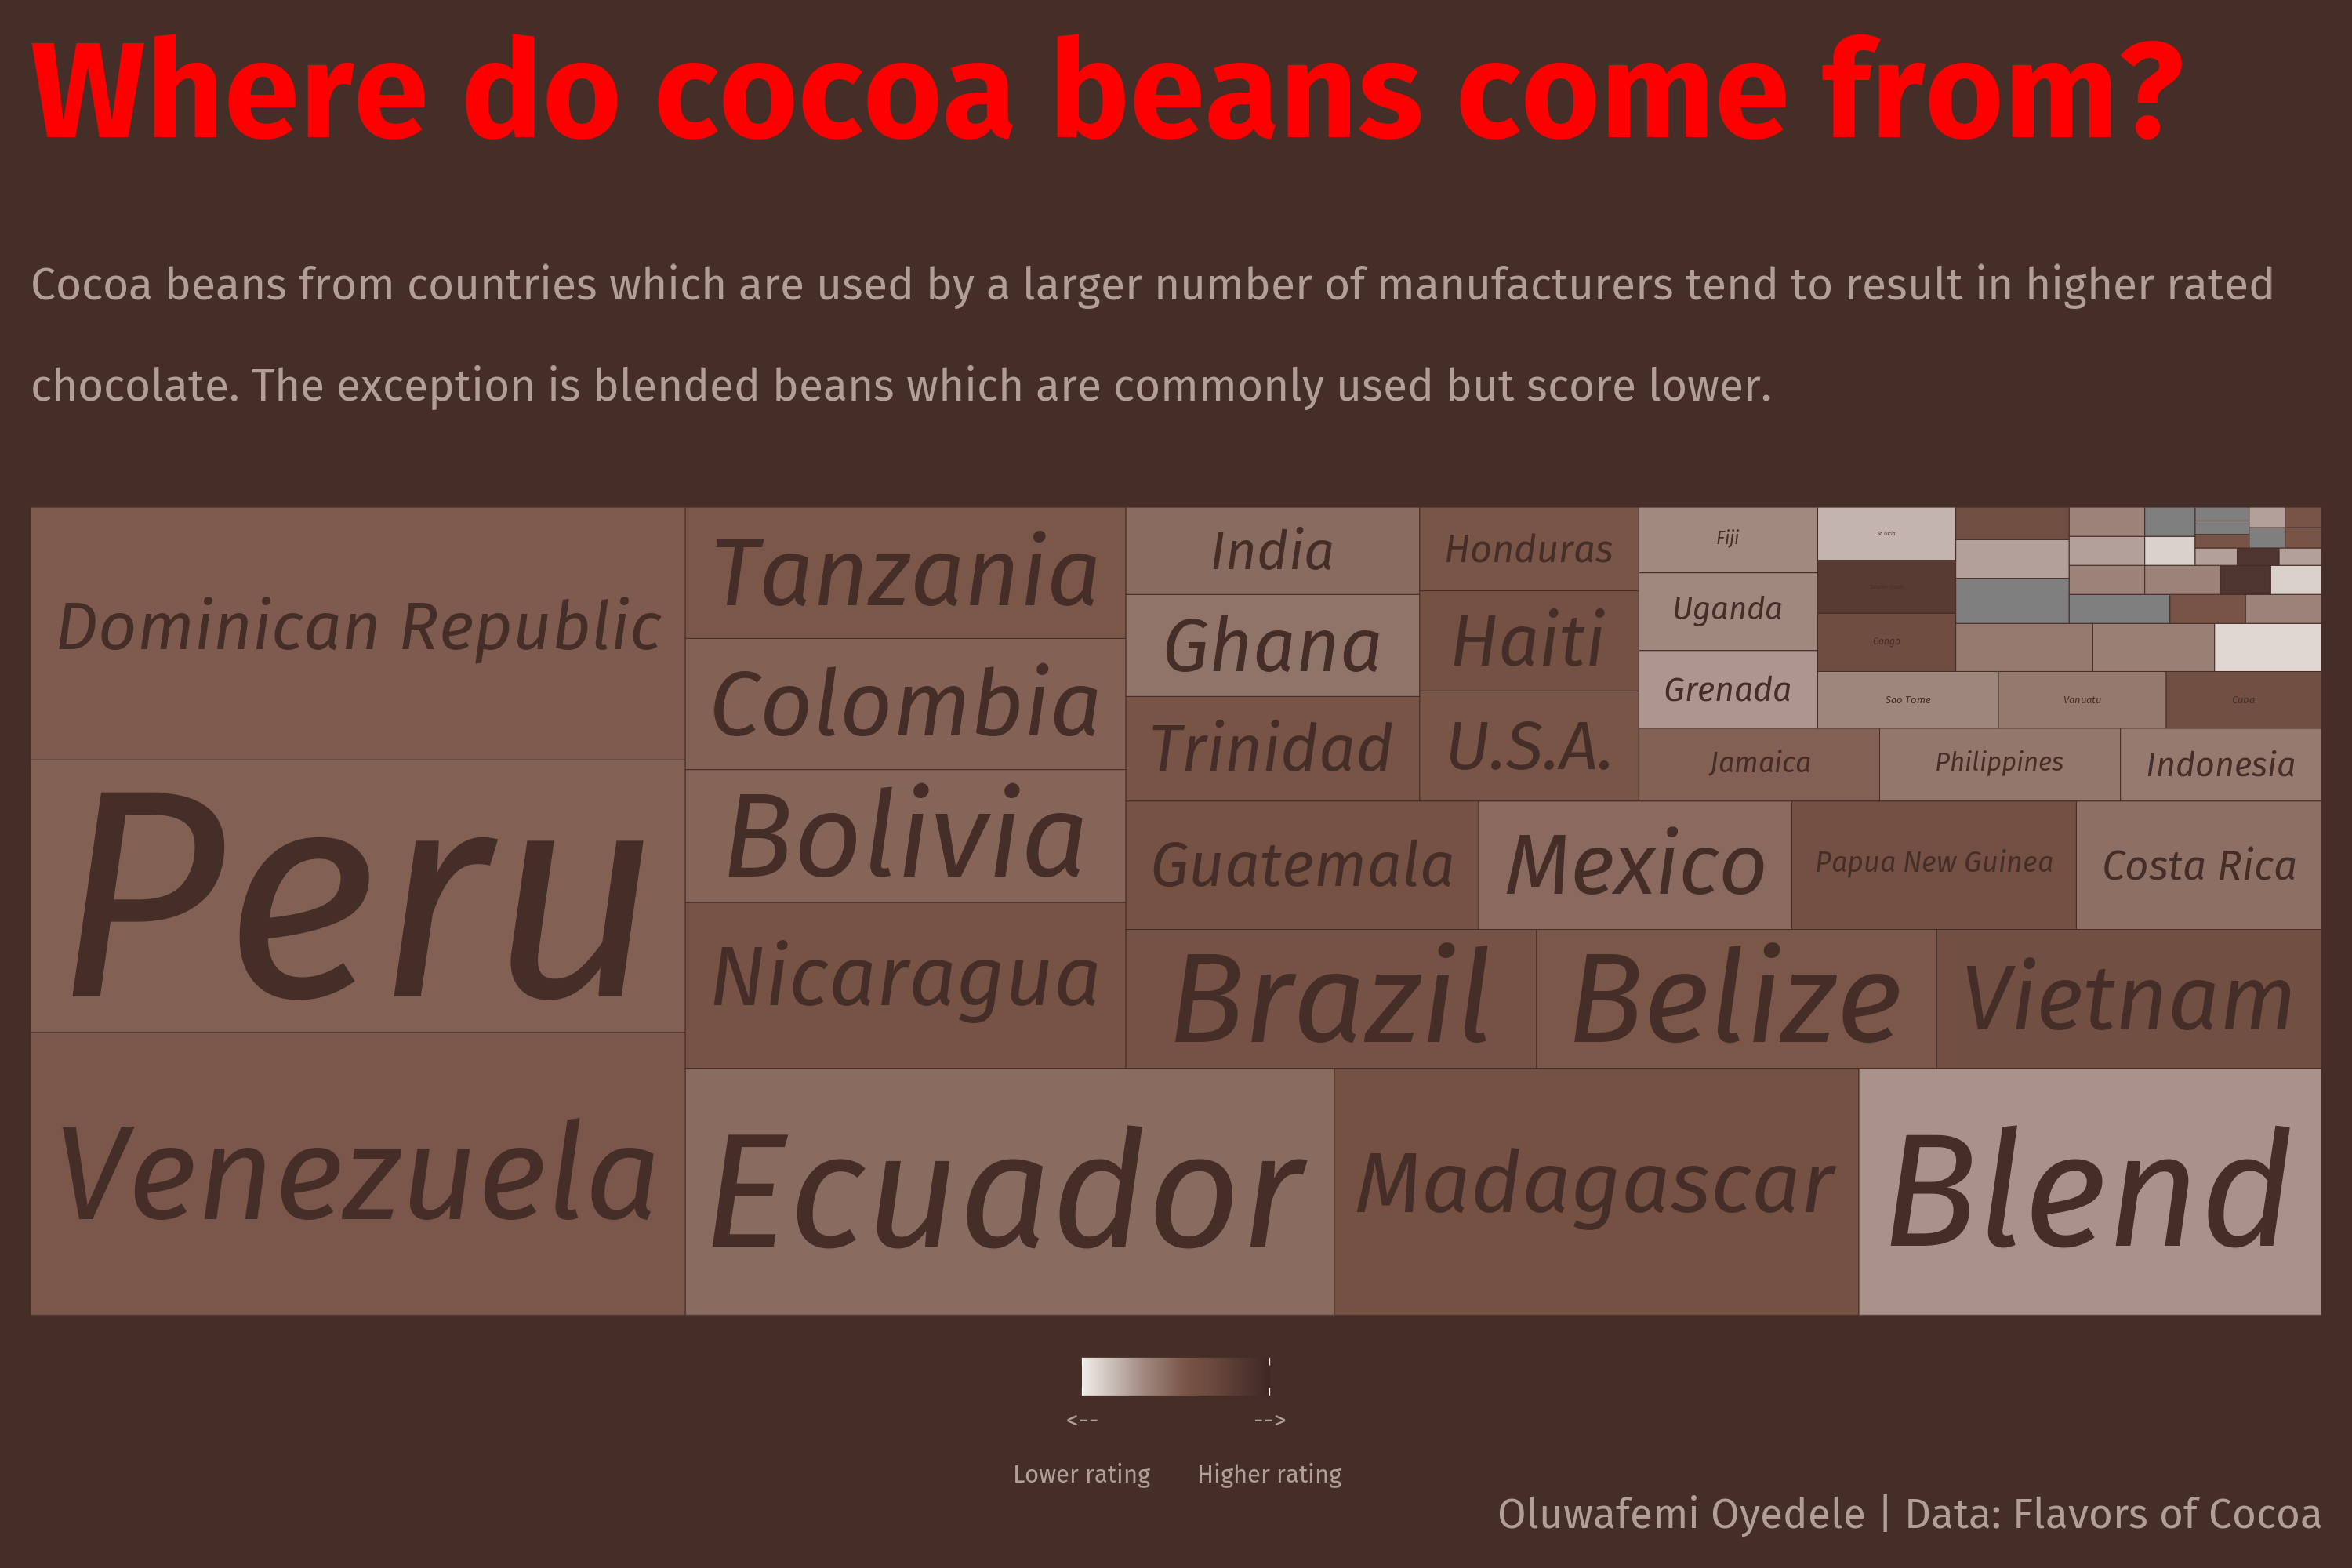 Where do cocoa beans come from?
Cocoa beans from countries which are used by a larger number of manufacturers tend to result in higher rated
chocolate. The exception is blended beans which are commonly used but score lower.
Dominican Republic
Peru
Venezuela
Tanzania
Colombia
Bolivia
Nicaragua
Ecuador
Madagascar
Blend
India
Ghana
Trinidad
Honduras
Haiti
U.S.A.
Guatemala
Mexico
Papua New Guinea
Costa Rica
Brazil
Belize
Vietnam
Fiji
Uganda
Grenada
Jamaica
Philippines
Indonesia
St. Lucia
Congo
Sao Tome
Vanuatu
Cuba
<-- -->
Lower rating Higher rating
Oluwafemi Oyedele | Data: Flavors of Cocoa